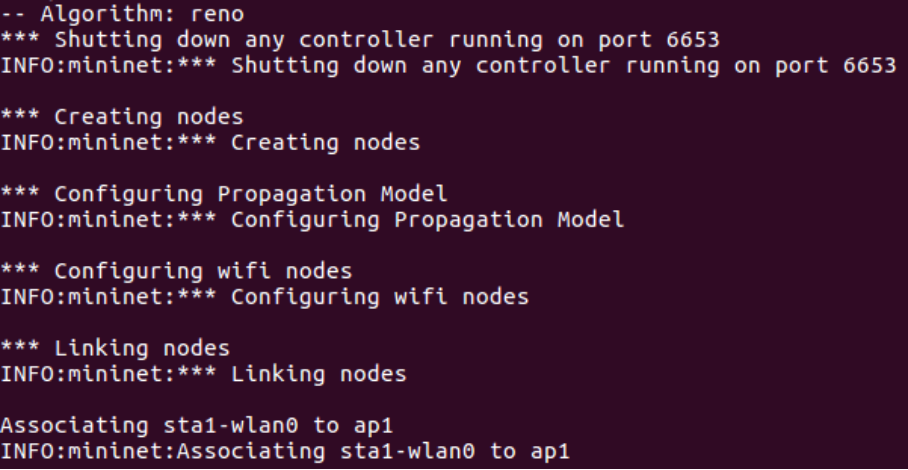 -- Algorithm: reno
*** Shutting down any controller running on port 6653
INFO:mininet:*** Shutting down any controller running on port 6653
*** Creating nodes
INFO:mininet:*** Creating nodes
*** Configuring Propagation Model
INFO:mininet:*** Configuring Propagation Model
*** Configuring wifi nodes
INFO:mininet:*** Configuring wifi nodes
*** Linking nodes
INFO:mininet:*** Linking nodes
Associating sta1-wlan0 to ap1
INFO:mininet:Associating sta1-wlan0 to ap1